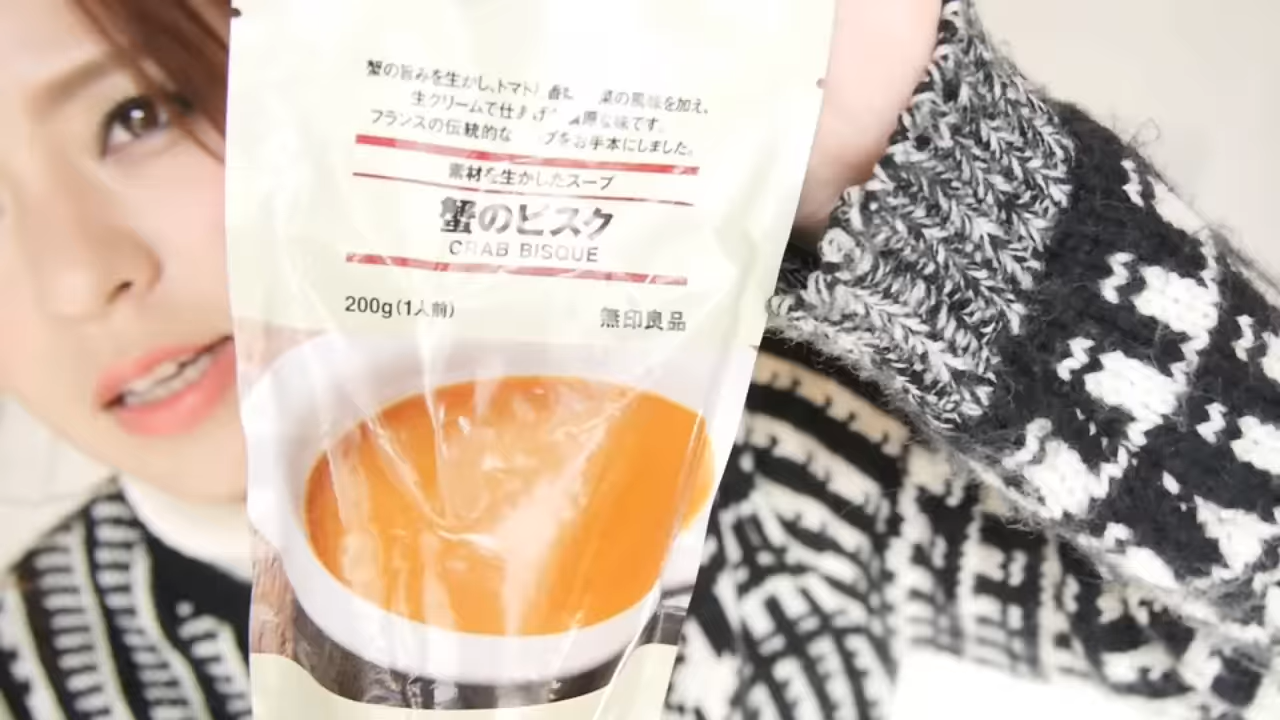 蟹の旨みを生かし、トマト 菜の風味を加え、
生クリームで仕上げ 濃厚な味です。
フランスの伝統的な ープをお手本にしました。
素材を生かしたスープ
蟹のビスク
CRAB BISQUE
200g(1人前)
無印良品